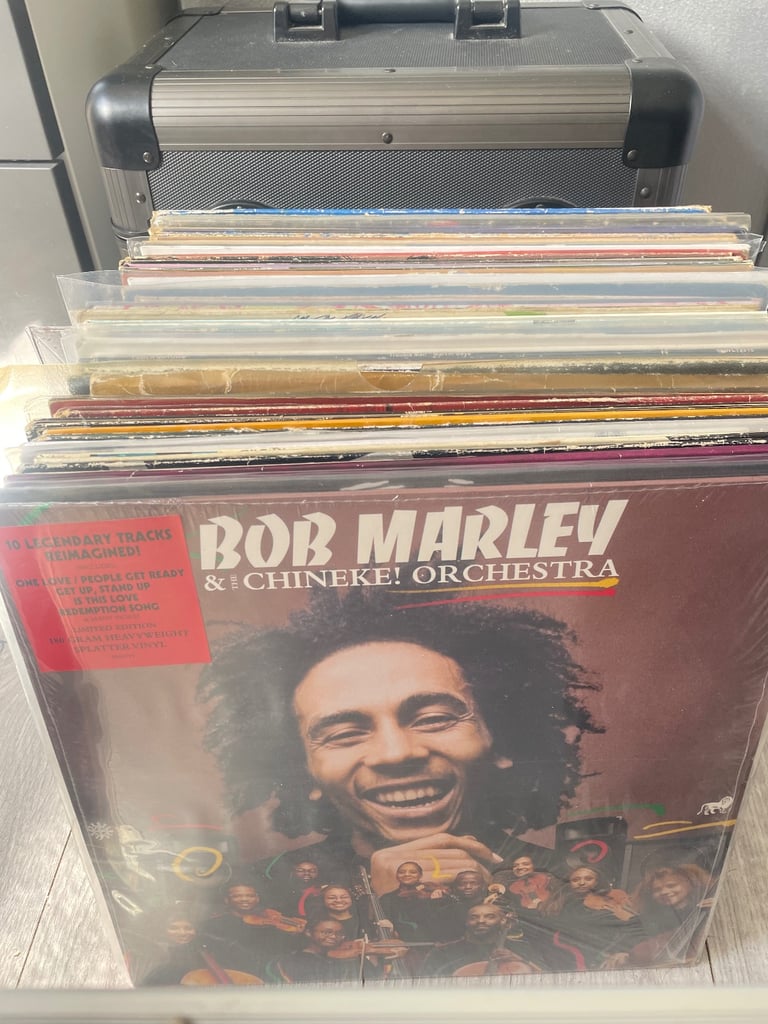 BOB MARLEY
& THE CHINEKE! ORCHESTRA
10 LEGENDARY TRACKS
REIMAGINED!
ONE LOVE / PEOPLE GET READY
GET UP, STAND UP
IS THIS LOVE
REDEMPTION SONG
LIMITED EDITION
180 GRAM HEAVYWEIGHT
SPLATTER VINYL